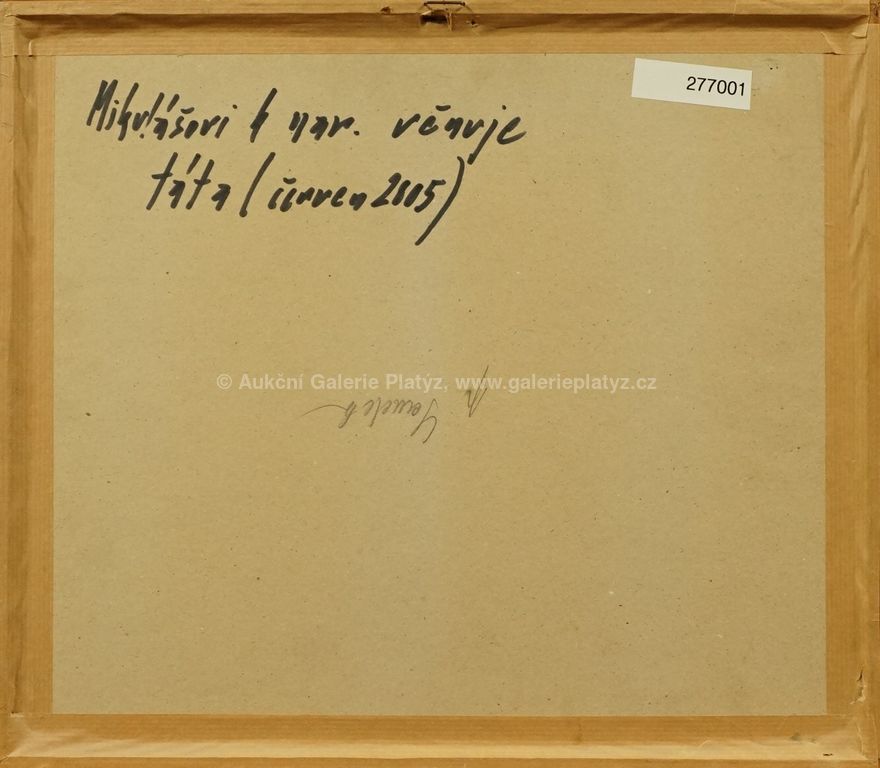 277001
Mikulášovi k nar. věnuje
táta (červen 2005)
© Aukční Galerie Platýz, www.galerieplatyz.cz